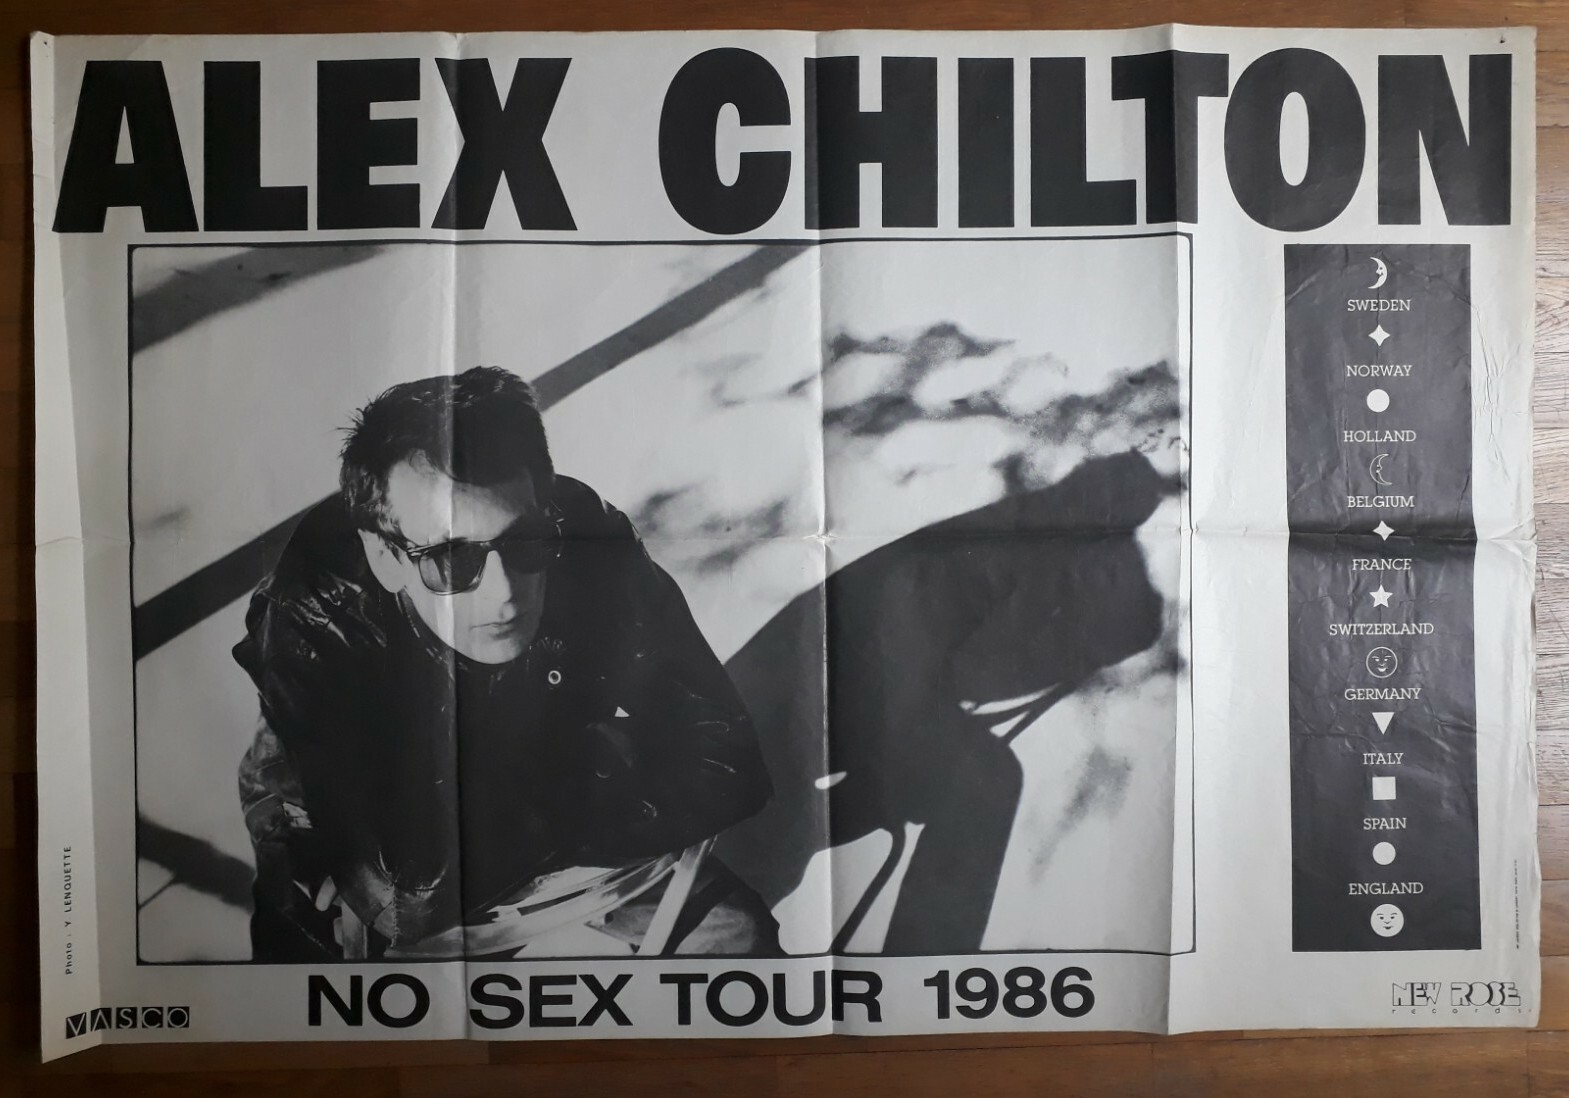 ALEX CHILTON
SWEDEN
NORWAY
HOLLAND
BELGIUM
FRANCE
SWITZERLAND
GERMANY
ITALY
SPAIN
ENGLAND
Photo : Y LENQUETTE
VASCO
NO SEX TOUR 1986
NEW ROSE
records